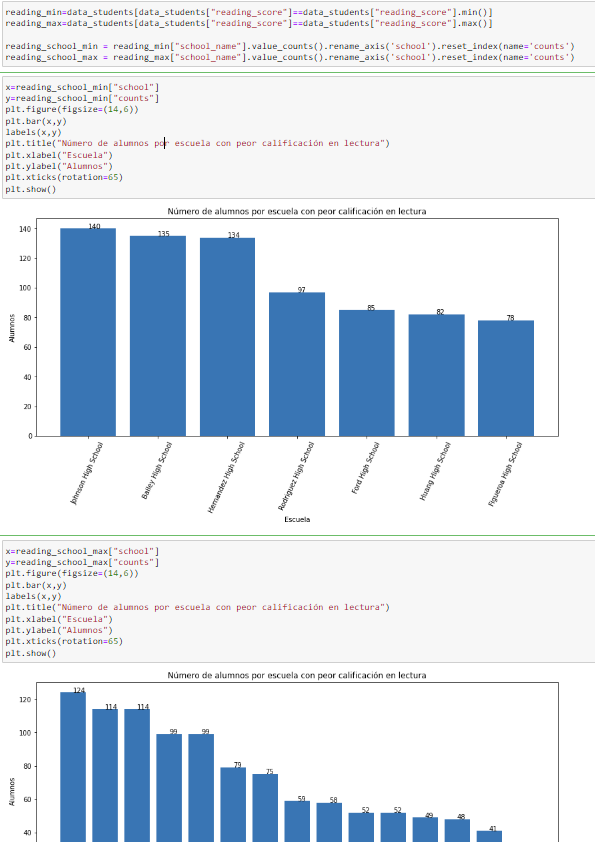 reading_min=data_students[data_students["reading_score"]==data_students["reading_score"].min()]
reading_max=data_students[data_students["reading_score"]==data_students["reading_score"].max()]
reading_school_min = reading_min["school_name"].value_counts().rename_axis('school').reset_index(name='counts')
reading_school_max = reading_max["school_name"].value_counts().rename_axis('school').reset_index(name='counts')
x=reading_school_min["school"]
y=reading_school_min["counts"]
plt.figure(figsize=(14,6))
plt.bar(x,y)
labels(x,y)
plt.title("Número de alumnos por escuela con peor calificación en lectura")
plt.xlabel("Escuela")
plt.ylabel("Alumnos")
plt.xticks(rotation=65)
plt.show()
Número de alumnos por escuela con peor calificación en lectura
140
120
100
80
60
40
20
0
Alumnos
140
135
134
97
85
82
78
Johnson High School
Bailey High School
Hernandez High School
Rodriguez High School
Ford High School
Huang High School
Figueroa High School
Escuela
x=reading_school_max["school"]
y=reading_school_max["counts"]
plt.figure(figsize=(14,6))
plt.bar(x,y)
labels(x,y)
plt.title("Número de alumnos por escuela con peor calificación en lectura")
plt.xlabel("Escuela")
plt.ylabel("Alumnos")
plt.xticks(rotation=65)
plt.show()
Número de alumnos por escuela con peor calificación en lectura
120
100
80
60
40
Alumnos
124
114
114
99
99
79
75
59
58
52
52
49
48
41